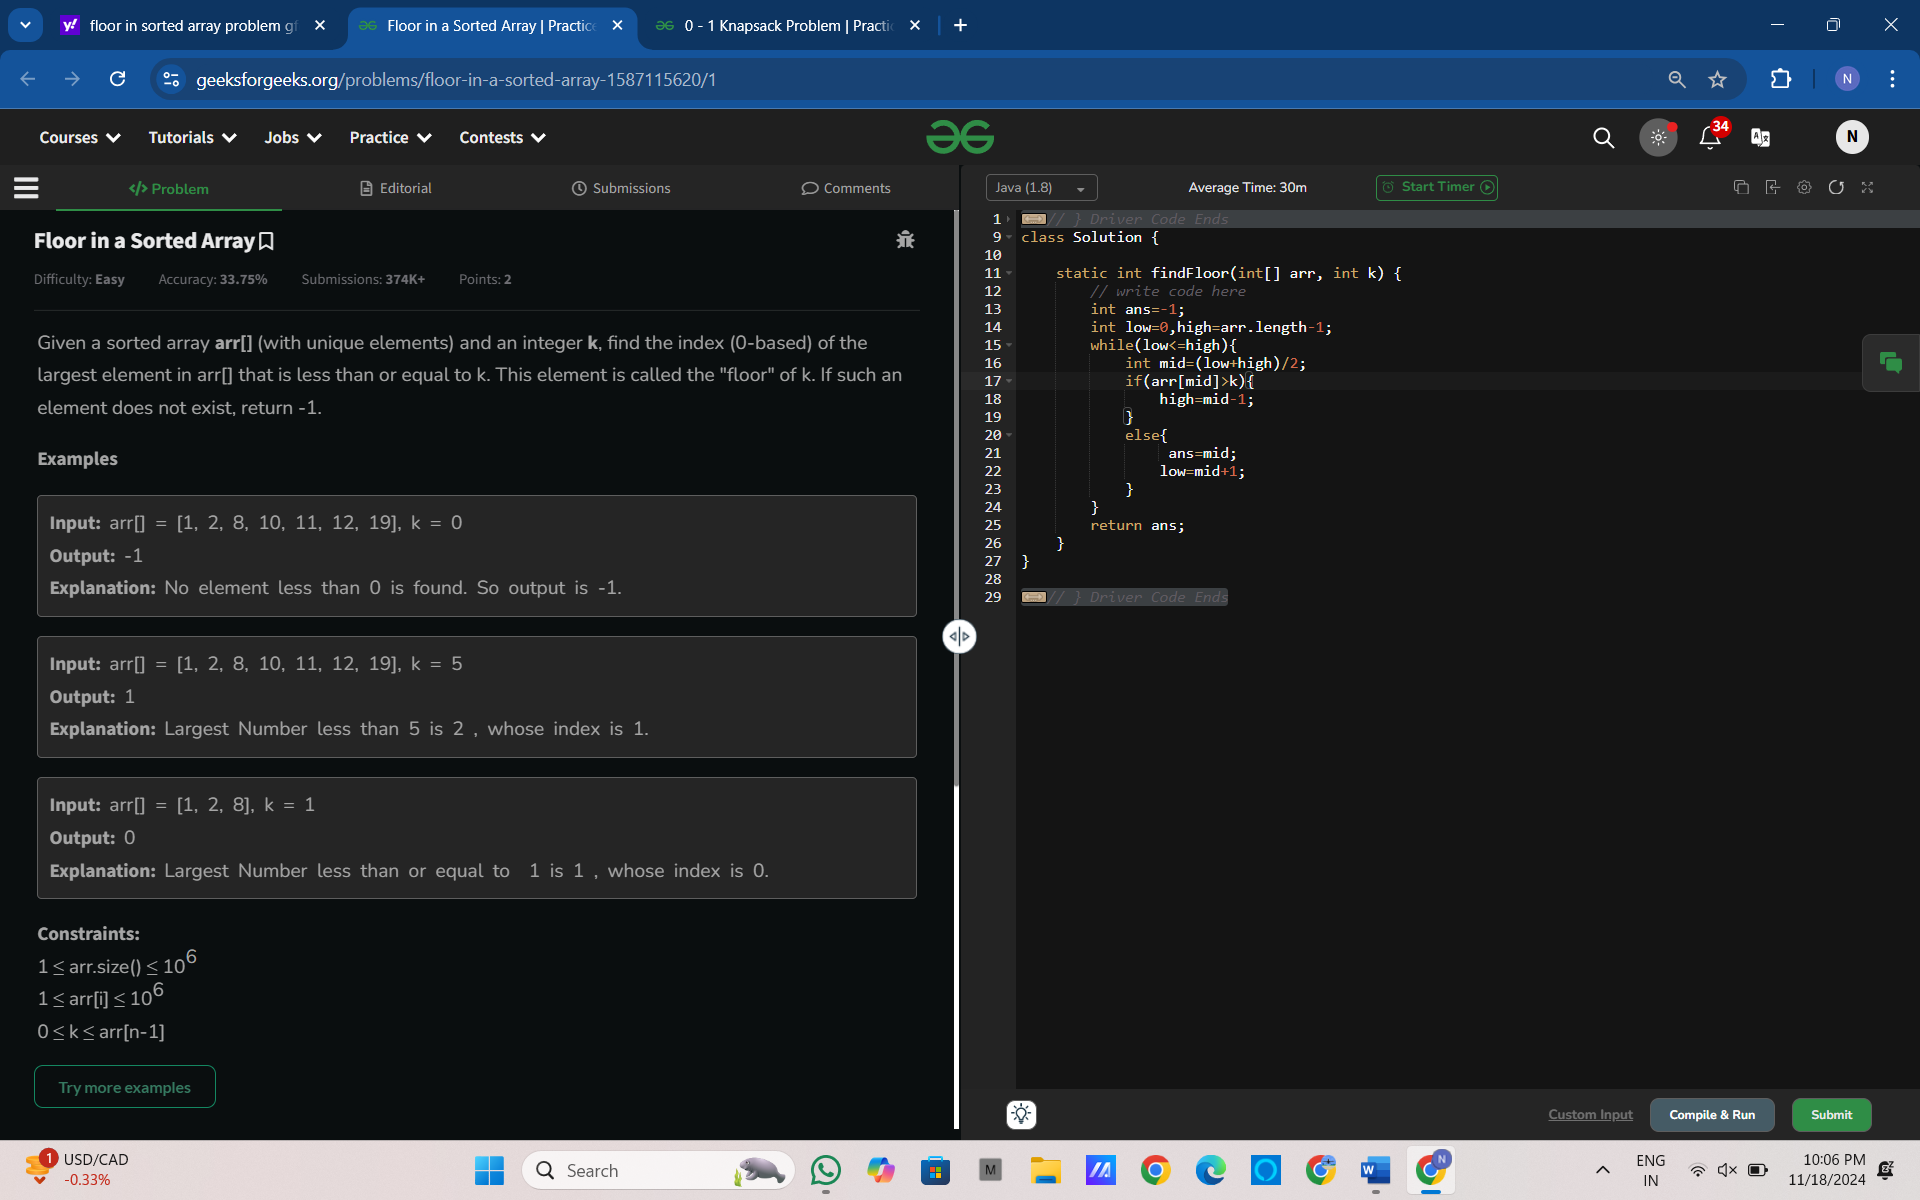 floor in sorted array problem gf
Floor in a Sorted Array | Practice
0 - 1 Knapsack Problem | Practi
geeksforgeeks.org/problems/floor-in-a-sorted-array-1587115620/1
N
Courses Tutorials Jobs Practice Contests
34
N
Problem Editorial Submissions Comments
Java (1.8) Average Time: 30m Start Timer
Floor in a Sorted Array
Difficulty: Easy Accuracy: 33.75% Submissions: 374K+ Points: 2
Given a sorted array arr[] (with unique elements) and an integer k, find the index (0-based) of the
largest element in arr[] that is less than or equal to k. This element is called the "floor" of k. If such an
element does not exist, return -1.
Examples
Input: arr[] = [1, 2, 8, 10, 11, 12, 19], k = 0
Output: -1
Explanation: No element less than 0 is found. So output is -1.
Input: arr[] = [1, 2, 8, 10, 11, 12, 19], k = 5
Output: 1
Explanation: Largest Number less than 5 is 2 , whose index is 1.
Input: arr[] = [1, 2, 8], k = 1
Output: 0
Explanation: Largest Number less than or equal to 1 is 1 , whose index is 0.
Constraints:
1 ≤ arr.size() ≤ 10^6
1 ≤ arr[i] ≤ 10^6
0 ≤ k ≤ arr[n-1]
Try more examples
1 // } Driver Code Ends
9 class Solution {
10
11 static int findFloor(int[] arr, int k) {
12 // write code here
13 int ans=-1;
14 int low=0,high=arr.length-1;
15 while(low<=high){
16 int mid=(low+high)/2;
17 if(arr[mid]>k){
18 high=mid-1;
19 }
20 else{
21 ans=mid;
22 low=mid+1;
23 }
24 }
25 return ans;
26 }
27 }
28
29 // } Driver Code Ends
Custom Input Compile & Run Submit
1
USD/CAD
-0.33%
Search
M
W
N
ENG
IN
10:06 PM
11/18/2024